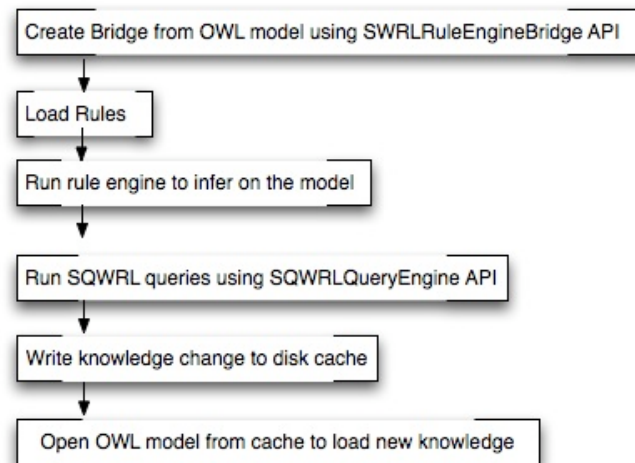 Create Bridge from OWL model using SWRLRuleEngineBridge API
Load Rules
Run rule engine to infer on the model
Run SQWRL queries using SQWRLQueryEngine API
Write knowledge change to disk cache
Open OWL model from cache to load new knowledge